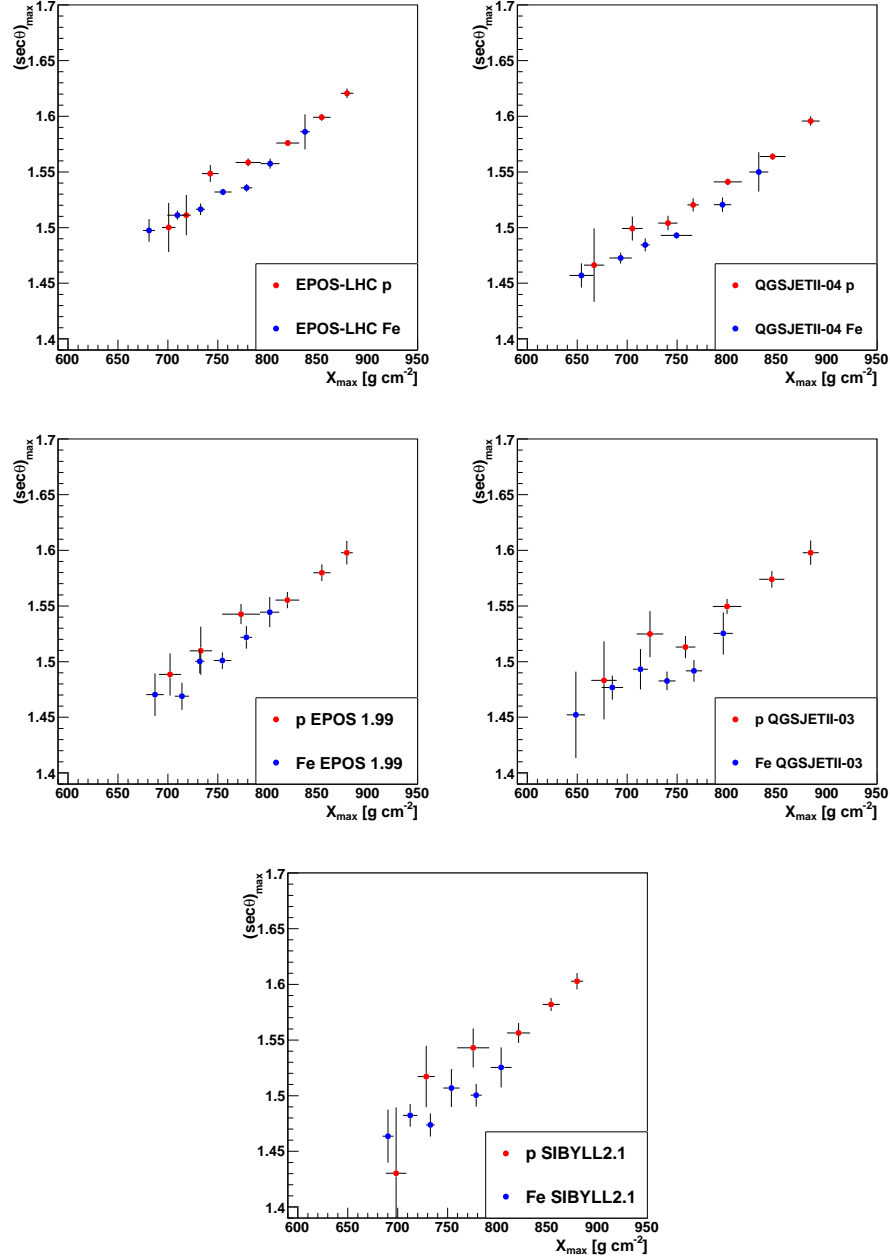 (secθ)max
1.7
1.65
1.6
1.55
1.5
1.45
1.4
EPOS-LHC p
EPOS-LHC Fe
600 650 700 750 800 850 900 950
Xmax [g cm-2]
(secθ)max
1.7
1.65
1.6
1.55
1.5
1.45
1.4
QGSJETII-04 p
QGSJETII-04 Fe
600 650 700 750 800 850 900 950
Xmax [g cm-2]
(secθ)max
1.7
1.65
1.6
1.55
1.5
1.45
1.4
p EPOS 1.99
Fe EPOS 1.99
600 650 700 750 800 850 900 950
Xmax [g cm-2]
(secθ)max
1.7
1.65
1.6
1.55
1.5
1.45
1.4
p QGSJETII-03
Fe QGSJETII-03
600 650 700 750 800 850 900 950
Xmax [g cm-2]
(secθ)max
1.7
1.65
1.6
1.55
1.5
1.45
1.4
p SIBYLL2.1
Fe SIBYLL2.1
600 650 700 750 800 850 900 950
Xmax [g cm-2]